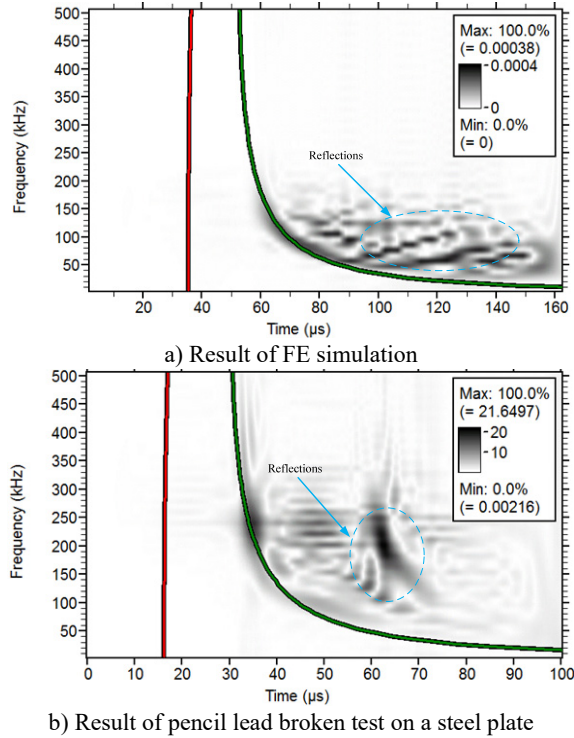 500
450
400
350
300
250
200
150
100
50
Frequency (kHz)
Max: 100.0%
(= 0.00038)
0.0004
0
Min: 0.0%
(= 0)
Reflections
20 40 60 80 100 120 140 160
Time (µs)
a) Result of FE simulation
500
450
400
350
300
250
200
150
100
50
Frequency (kHz)
Max: 100.0%
(= 21.6497)
20
10
Min: 0.0%
(= 0.00216)
Reflections
0 10 20 30 40 50 60 70 80 90 100
Time (µs)
b) Result of pencil lead broken test on a steel plate